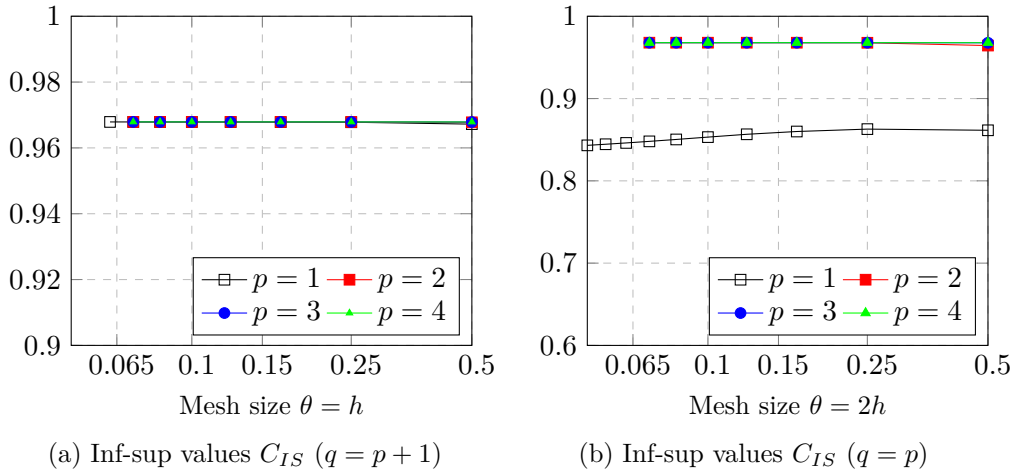 1
0.98
0.96
0.94
0.92
0.9
0.065 0.1 0.15 0.25 0.5
Mesh size θ = h
p = 1 p = 2
p = 3 p = 4
(a) Inf-sup values C_IS (q = p + 1)
1
0.9
0.8
0.7
0.6
0.065 0.1 0.15 0.25 0.5
Mesh size θ = 2h
p = 1 p = 2
p = 3 p = 4
(b) Inf-sup values C_IS (q = p)